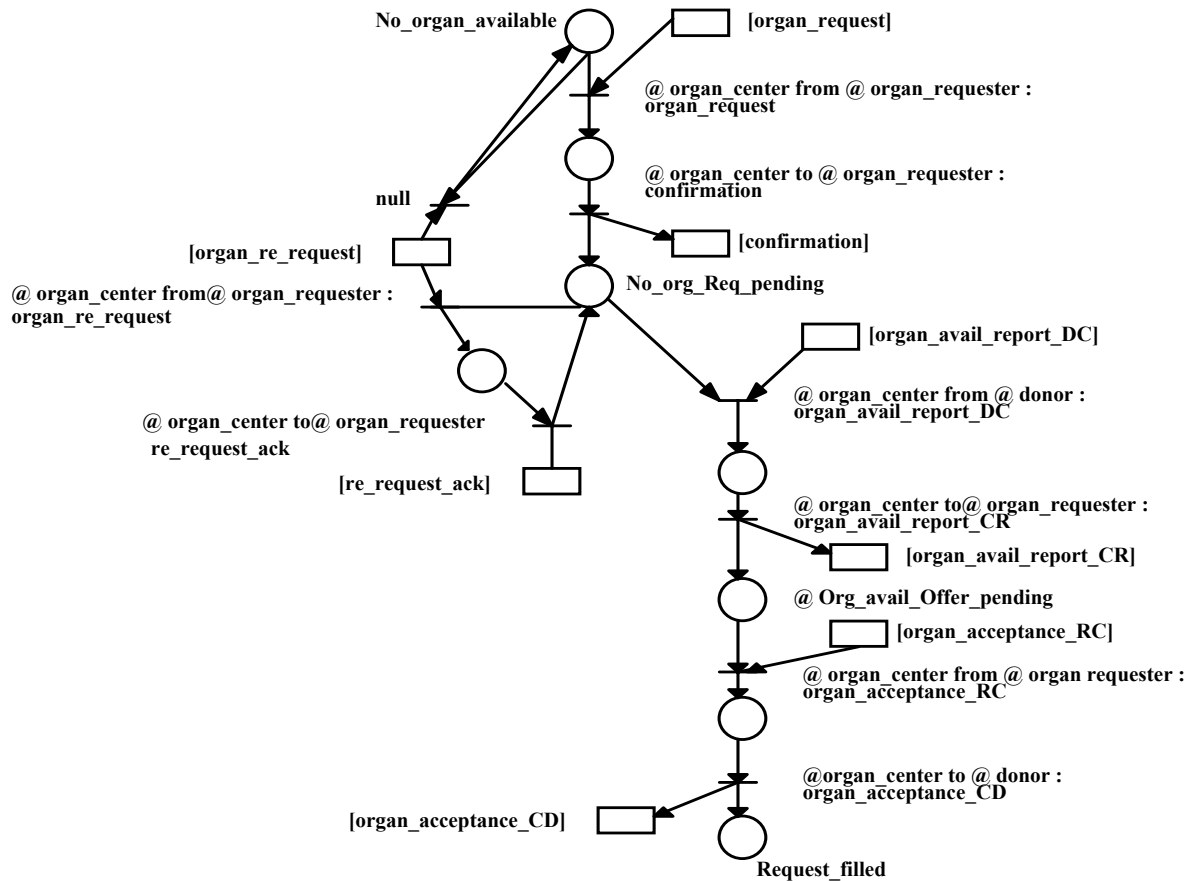 No_organ_available
[organ_request]
@ organ_center from @ organ_requester :
organ_request
@ organ_center to @ organ_requester :
confirmation
null
[organ_re_request]
[confirmation]
No_org_Req_pending
@ organ_center from@ organ_requester :
organ_re_request
[organ_avail_report_DC]
@ organ_center from @ donor :
organ_avail_report_DC
@ organ_center to@ organ_requester
re_request_ack
[re_request_ack]
@ organ_center to@ organ_requester :
organ_avail_report_CR
[organ_avail_report_CR]
@ Org_avail_Offer_pending
[organ_acceptance_RC]
@ organ_center from @ organ requester :
organ_acceptance_RC
@organ_center to @ donor :
organ_acceptance_CD
[organ_acceptance_CD]
Request_filled